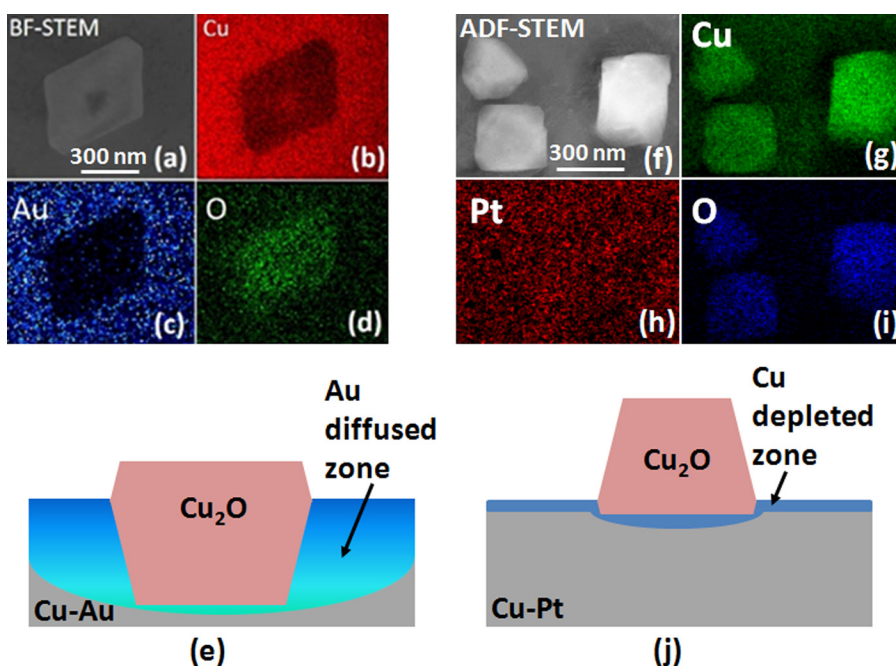 BF-STEM
Cu
300 nm
(a)
(b)
Au
O
(c)
(d)
ADF-STEM
Cu
300 nm
(f)
(g)
Pt
O
(h)
(i)
Au
diffused
zone
Cu₂O
Cu-Au
(e)
Cu
depleted
zone
Cu₂O
Cu-Pt
(j)